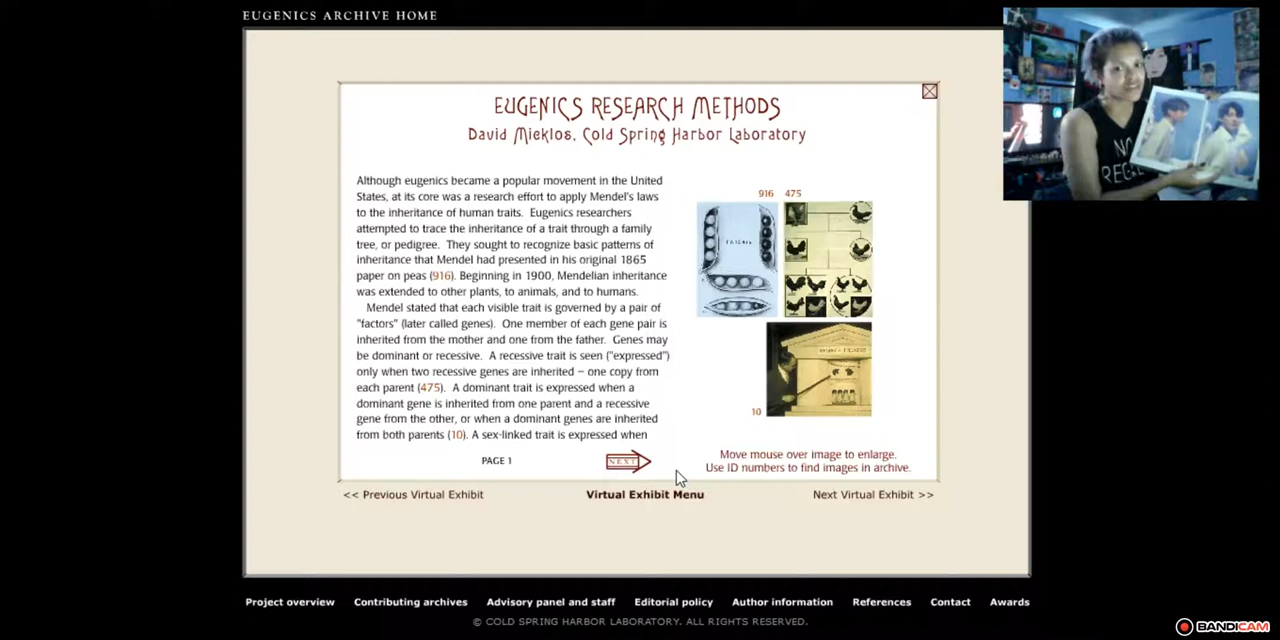 EUGENICS ARCHIVE HOME
EUGENICS RESEARCH METHODS
David Micklos, Cold Spring Harbor Laboratory
Although eugenics became a popular movement in the United
States, at its core was a research effort to apply Mendel's laws
to the inheritance of human traits. Eugenics researchers
attempted to trace the inheritance of a trait through a family
tree, or pedigree. They sought to recognize basic patterns of
inheritance that Mendel had presented in his original 1865
paper on peas (916). Beginning in 1900, Mendelian inheritance
was extended to other plants, to animals, and to humans.
Mendel stated that each visible trait is governed by a pair of
"factors" (later called genes). One member of each gene pair is
inherited from the mother and one from the father. Genes may
be dominant or recessive. A recessive trait is seen ("expressed")
only when two recessive genes are inherited – one copy from
each parent (475). A dominant trait is expressed when a
dominant gene is inherited from one parent and a recessive
gene from the other, or when a dominant genes are inherited
from both parents (10). A sex-linked trait is expressed when
PAGE 1
NEXT
916 475
PARENTS
10
Move mouse over image to enlarge.
Use ID numbers to find images in archive.
<< Previous Virtual Exhibit
Virtual Exhibit Menu
Next Virtual Exhibit >>
Project overview Contributing archives Advisory panel and staff Editorial policy Author information References Contact Awards
© COLD SPRING HARBOR LABORATORY. ALL RIGHTS RESERVED.
NO
BANDICAM